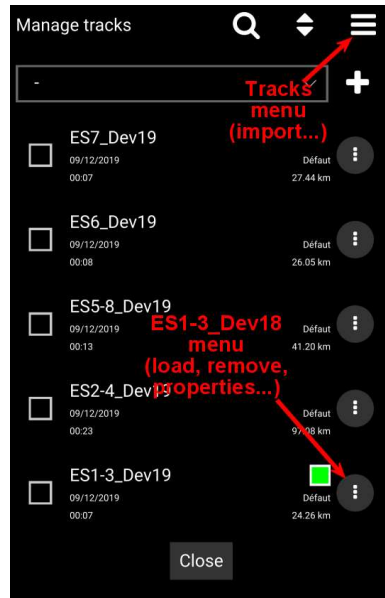 Manage tracks
-
Tracks
menu
(import...)
ES7_Dev19
09/12/2019
Défaut
00:07
27.44 km
ES6_Dev19
09/12/2019
Défaut
00:08
26.05 km
ES5-8_Dev19
09/12/2019
Défaut
00:13
41.20 km
ES1-3_Dev18
menu
(load, remove,
properties...)
ES2-4_Dev19
09/12/2019
Défaut
00:23
97.08 km
ES1-3_Dev19
09/12/2019
Défaut
00:07
24.26 km
Close